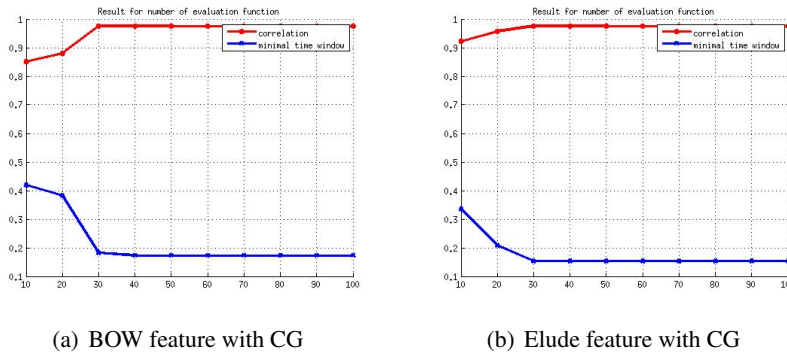 Result for number of evaluation function
correlation
minimal time window
1
0.9
0.8
0.7
0.6
0.5
0.4
0.3
0.2
0.1
10 20 30 40 50 60 70 80 90 100
(a) BOW feature with CG
Result for number of evaluation function
correlation
minimal time window
1
0.9
0.8
0.7
0.6
0.5
0.4
0.3
0.2
0.1
10 20 30 40 50 60 70 80 90 100
(b) Elude feature with CG